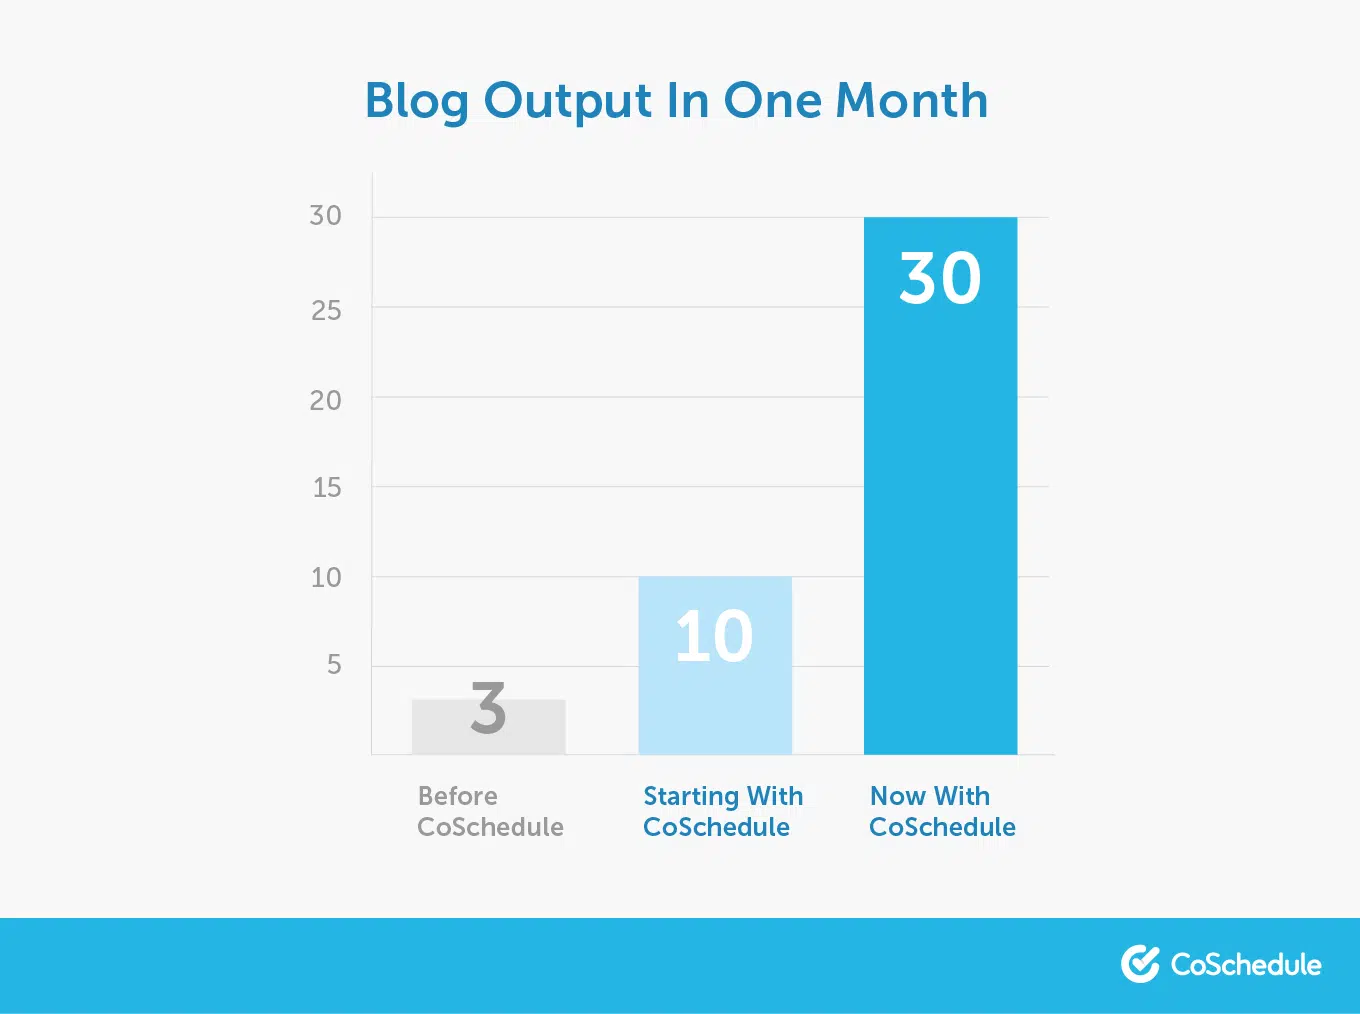 Blog Output In One Month
30
25
20
15
10
5
3
10
30
Before
CoSchedule
Starting With
CoSchedule
Now With
CoSchedule
CoSchedule